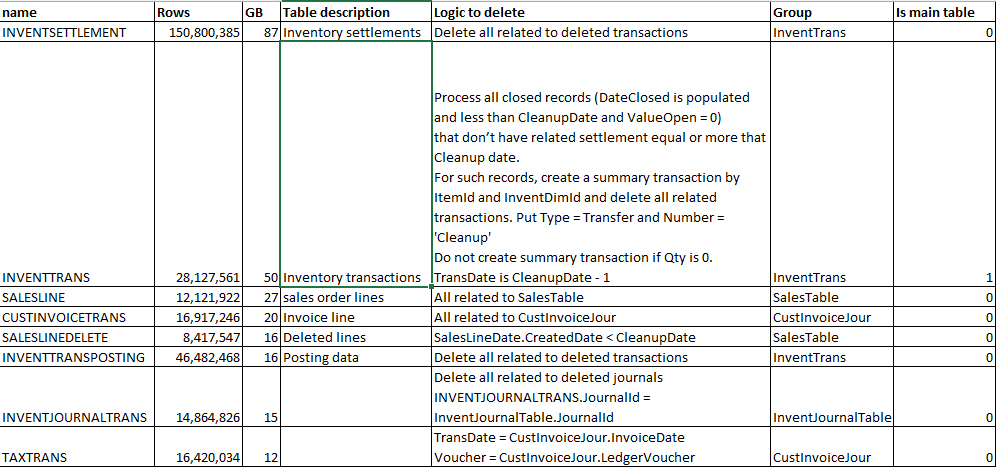 name Rows GB Table description Logic to delete Group Is main table
INVENTSETTLEMENT 150,800,385 87 Inventory settlements Delete all related to deleted transactions InventTrans 0
Process all closed records (DateClosed is populated
and less than CleanupDate and ValueOpen = 0)
that don’t have related settlement equal or more that
Cleanup date.
For such records, create a summary transaction by
ItemId and InventDimId and delete all related
transactions. Put Type = Transfer and Number =
'Cleanup'
Do not create summary transaction if Qty is 0.
INVENTTRANS 28,127,561 50 Inventory transactions TransDate is CleanupDate - 1 InventTrans 1
SALESLINE 12,121,922 27 sales order lines All related to SalesTable SalesTable 0
CUSTINVOICETRANS 16,917,246 20 Invoice line All related to CustInvoiceJour CustInvoiceJour 0
SALESLINEDELETE 8,417,547 16 Deleted lines SalesLineDate.CreatedDate < CleanupDate SalesTable 0
INVENTTRANSPOSTING 46,482,468 16 Posting data Delete all related to deleted transactions InventTrans 0
Delete all related to deleted journals
INVENTJOURNALTRANS.JournalId =
INVENTJOURNALTRANS 14,864,826 15 InventJournalTable.JournalId InventJournalTable 0
TransDate = CustInvoiceJour.InvoiceDate
TAXTRANS 16,420,034 12 Voucher = CustInvoiceJour.LedgerVoucher CustInvoiceJour 0